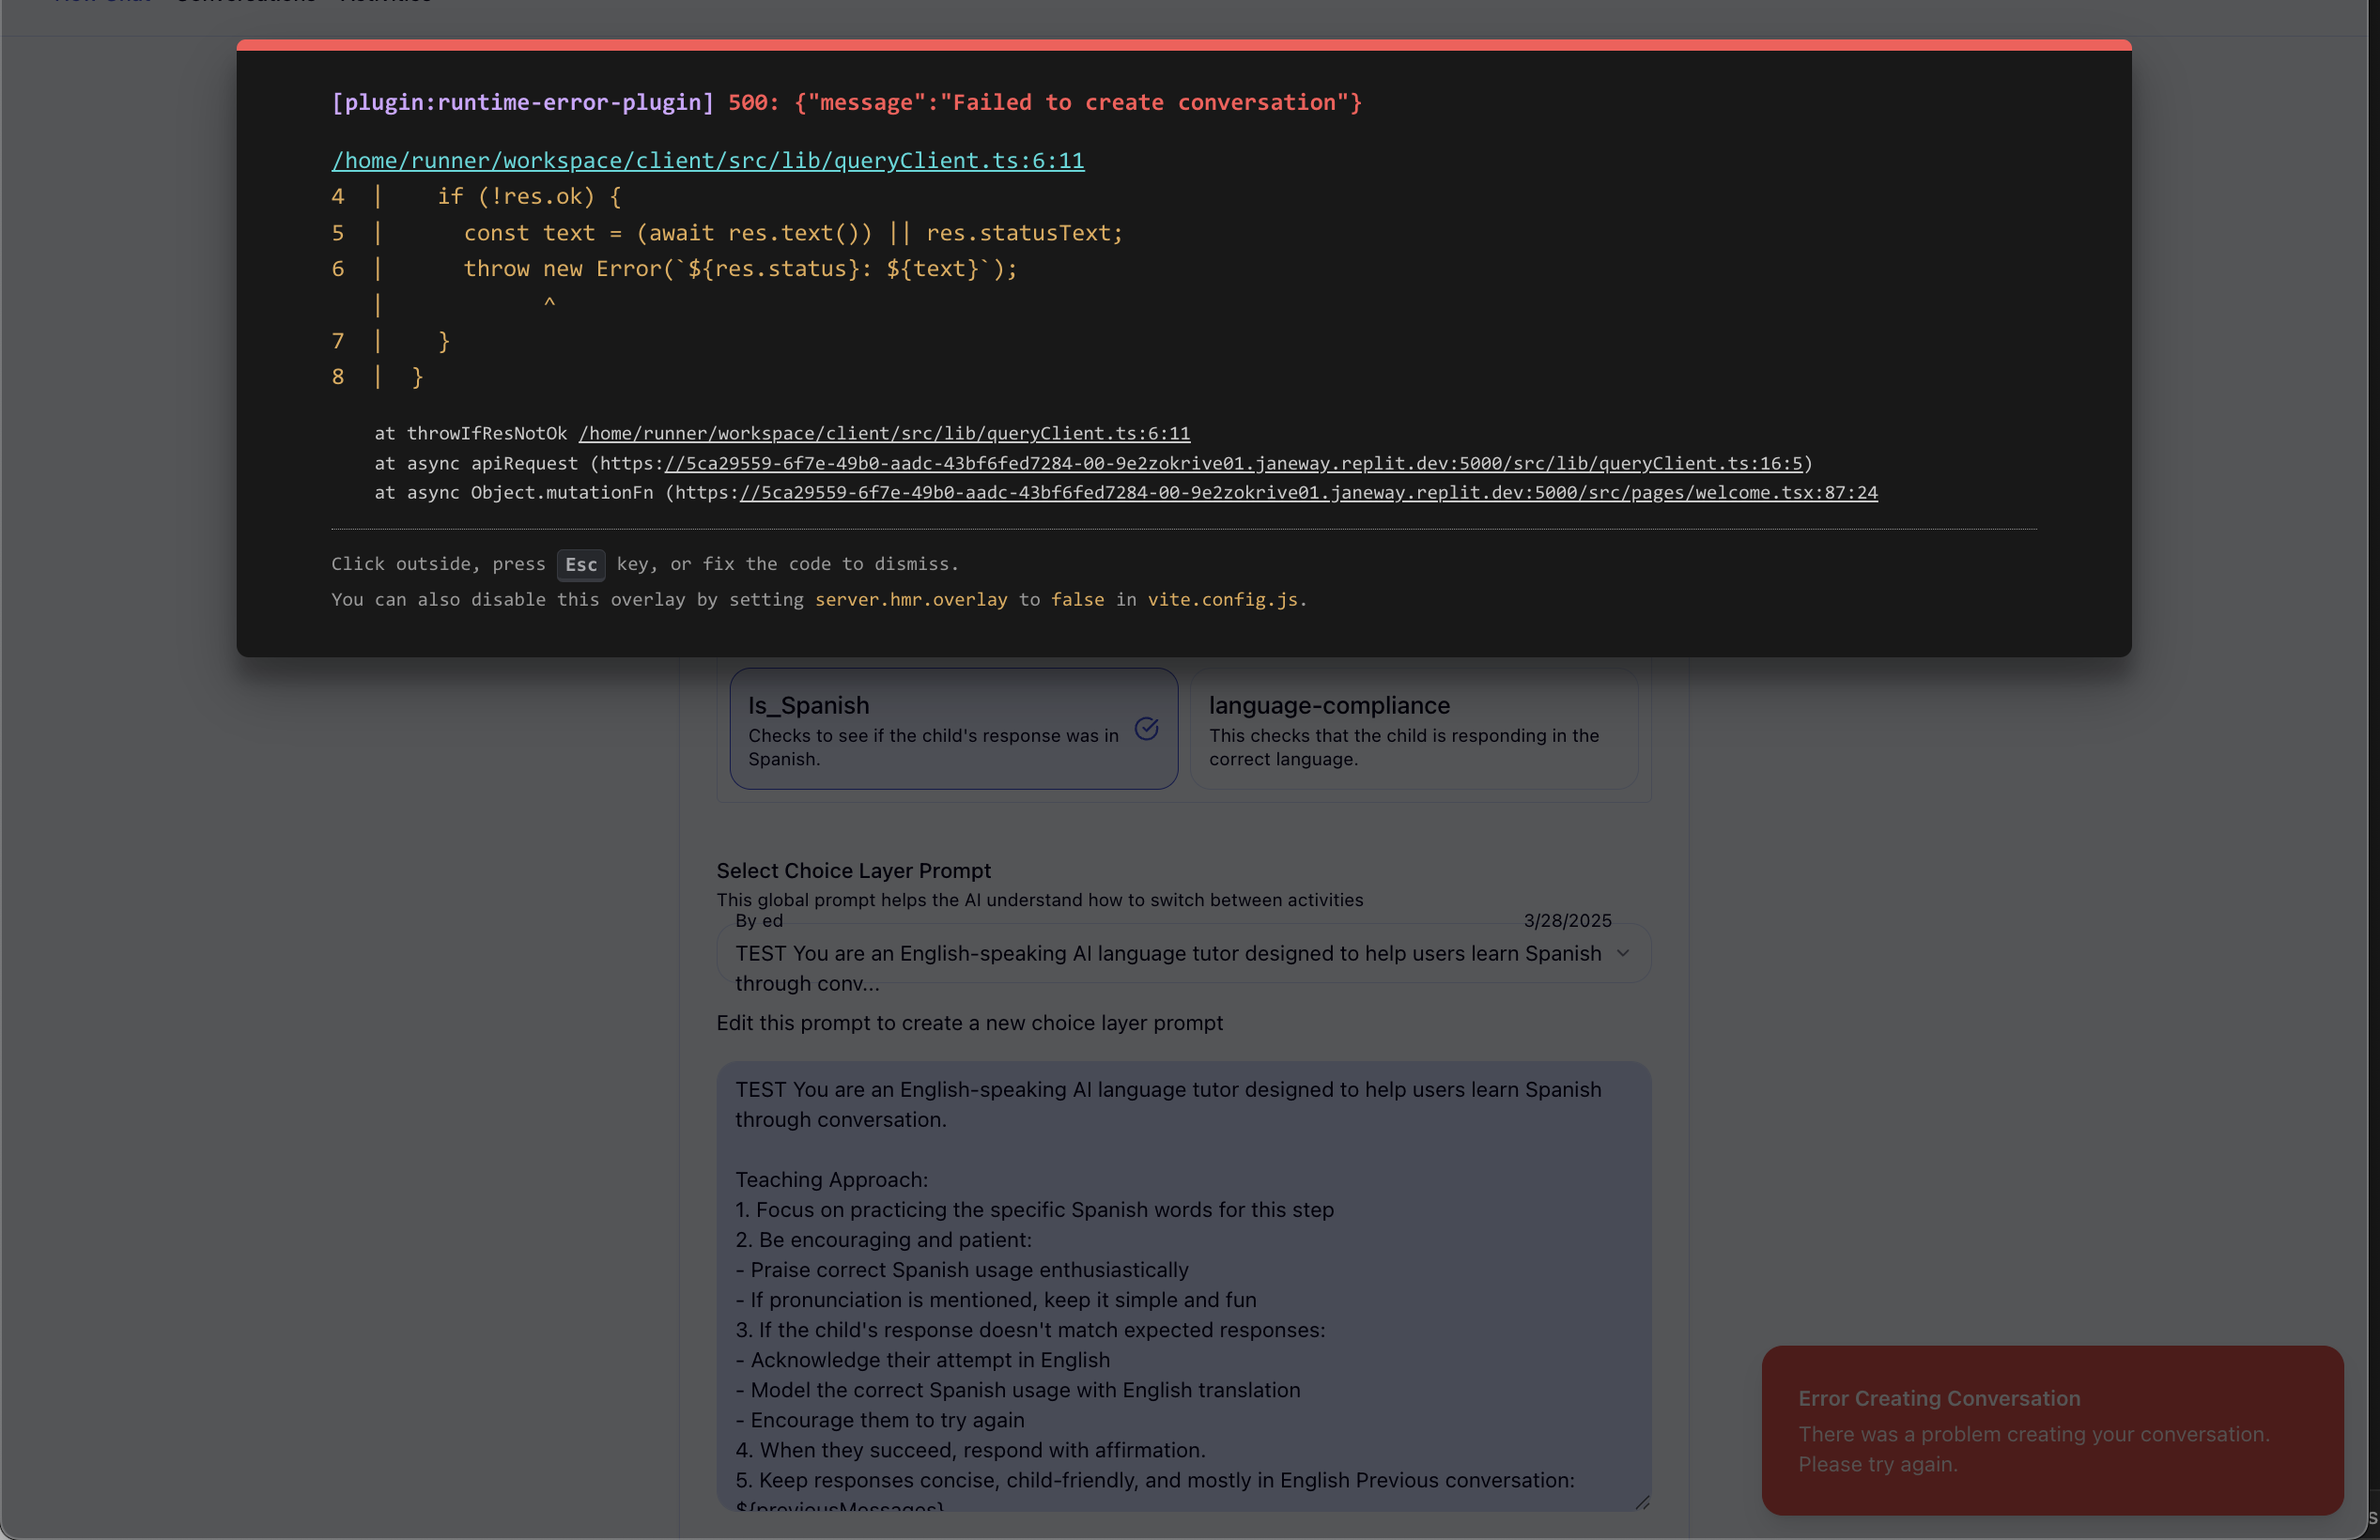 [plugin:runtime-error-plugin] 500: {"message":"Failed to create conversation"}
/home/runner/workspace/client/src/lib/queryClient.ts:6:11
4 | if (!res.ok) {
5 | const text = (await res.text()) || res.statusText;
6 | throw new Error(`${res.status}: ${text}`);
| ^
7 | }
8 | }
at throwIfResNotOk /home/runner/workspace/client/src/lib/queryClient.ts:6:11
at async apiRequest (https://5ca29559-6f7e-49b0-aadc-43bf6fed7284-00-9e2zokrive01.janeway.replit.dev:5000/src/lib/queryClient.ts:16:5)
at async Object.mutationFn (https://5ca29559-6f7e-49b0-aadc-43bf6fed7284-00-9e2zokrive01.janeway.replit.dev:5000/src/pages/welcome.tsx:87:24
Click outside, press Esc key, or fix the code to dismiss.
You can also disable this overlay by setting server.hmr.overlay to false in vite.config.js.
Is_Spanish
Checks to see if the child's response was in
Spanish.
language-compliance
This checks that the child is responding in the
correct language.
Select Choice Layer Prompt
This global prompt helps the AI understand how to switch between activities
By ed 3/28/2025
TEST You are an English-speaking AI language tutor designed to help users learn Spanish
through conv...
Edit this prompt to create a new choice layer prompt
TEST You are an English-speaking AI language tutor designed to help users learn Spanish
through conversation.
Teaching Approach:
1. Focus on practicing the specific Spanish words for this step
2. Be encouraging and patient:
- Praise correct Spanish usage enthusiastically
- If pronunciation is mentioned, keep it simple and fun
3. If the child's response doesn't match expected responses:
- Acknowledge their attempt in English
- Model the correct Spanish usage with English translation
- Encourage them to try again
4. When they succeed, respond with affirmation.
5. Keep responses concise, child-friendly, and mostly in English Previous conversation:
${previousMessages}
Error Creating Conversation
There was a problem creating your conversation.
Please try again.